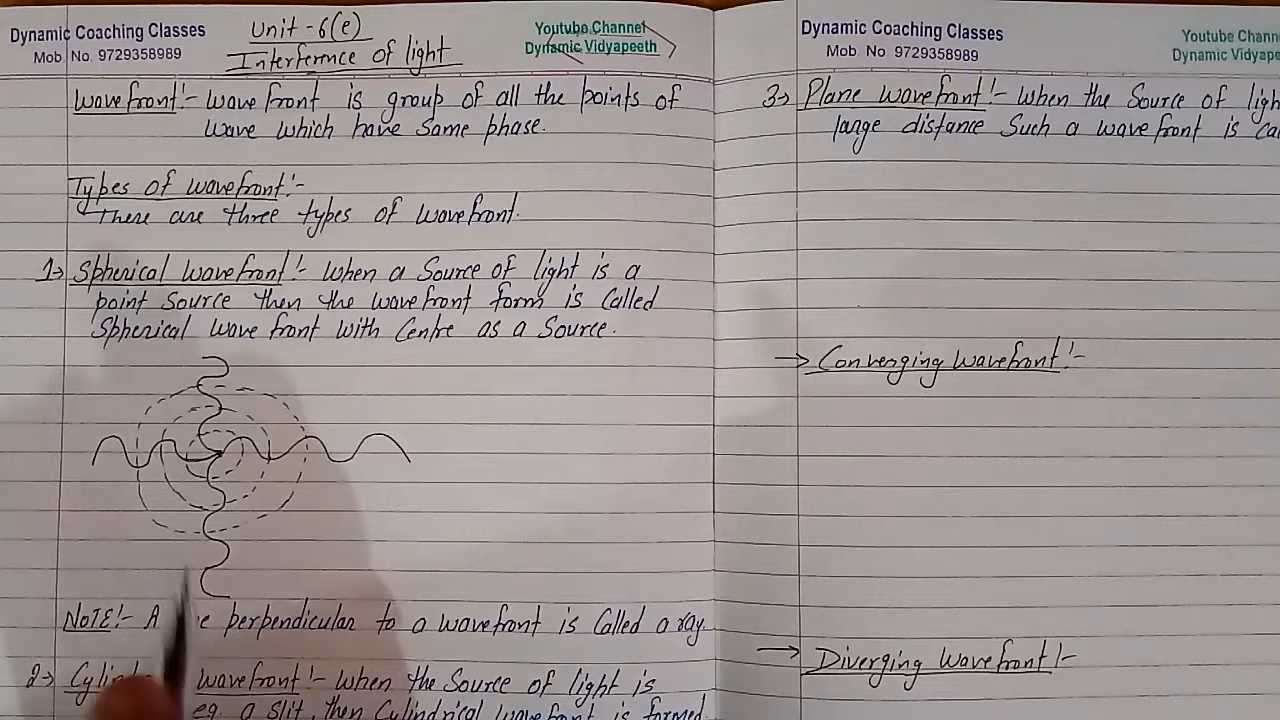 Dynamic Coaching Classes
Mob. No. 9729358989
Unit - 6(e)
Interference of light
Youtube Channel
Dynamic Vidyapeeth
Wavefront:- Wave front is group of all the points of
wave which have same phase.
Types of wavefront:-
There are three types of wavefront.
1→ Spherical wavefront:- When a source of light is a
point source then the wavefront form is called
spherical wave front with centre as a source.
NOTE:- A perpendicular to a wavefront is called a ray.
2→ wavefront:- When the source of light is
eg. a slit, then cylindrical wavefront is formed.
Dynamic Coaching Classes
Mob. No. 9729358989
Youtube
Dynamic
3→ Plane wavefront:- When the source of
large distance such a wavefront is
→ Converging wavefront:-
→ Diverging wavefront:-